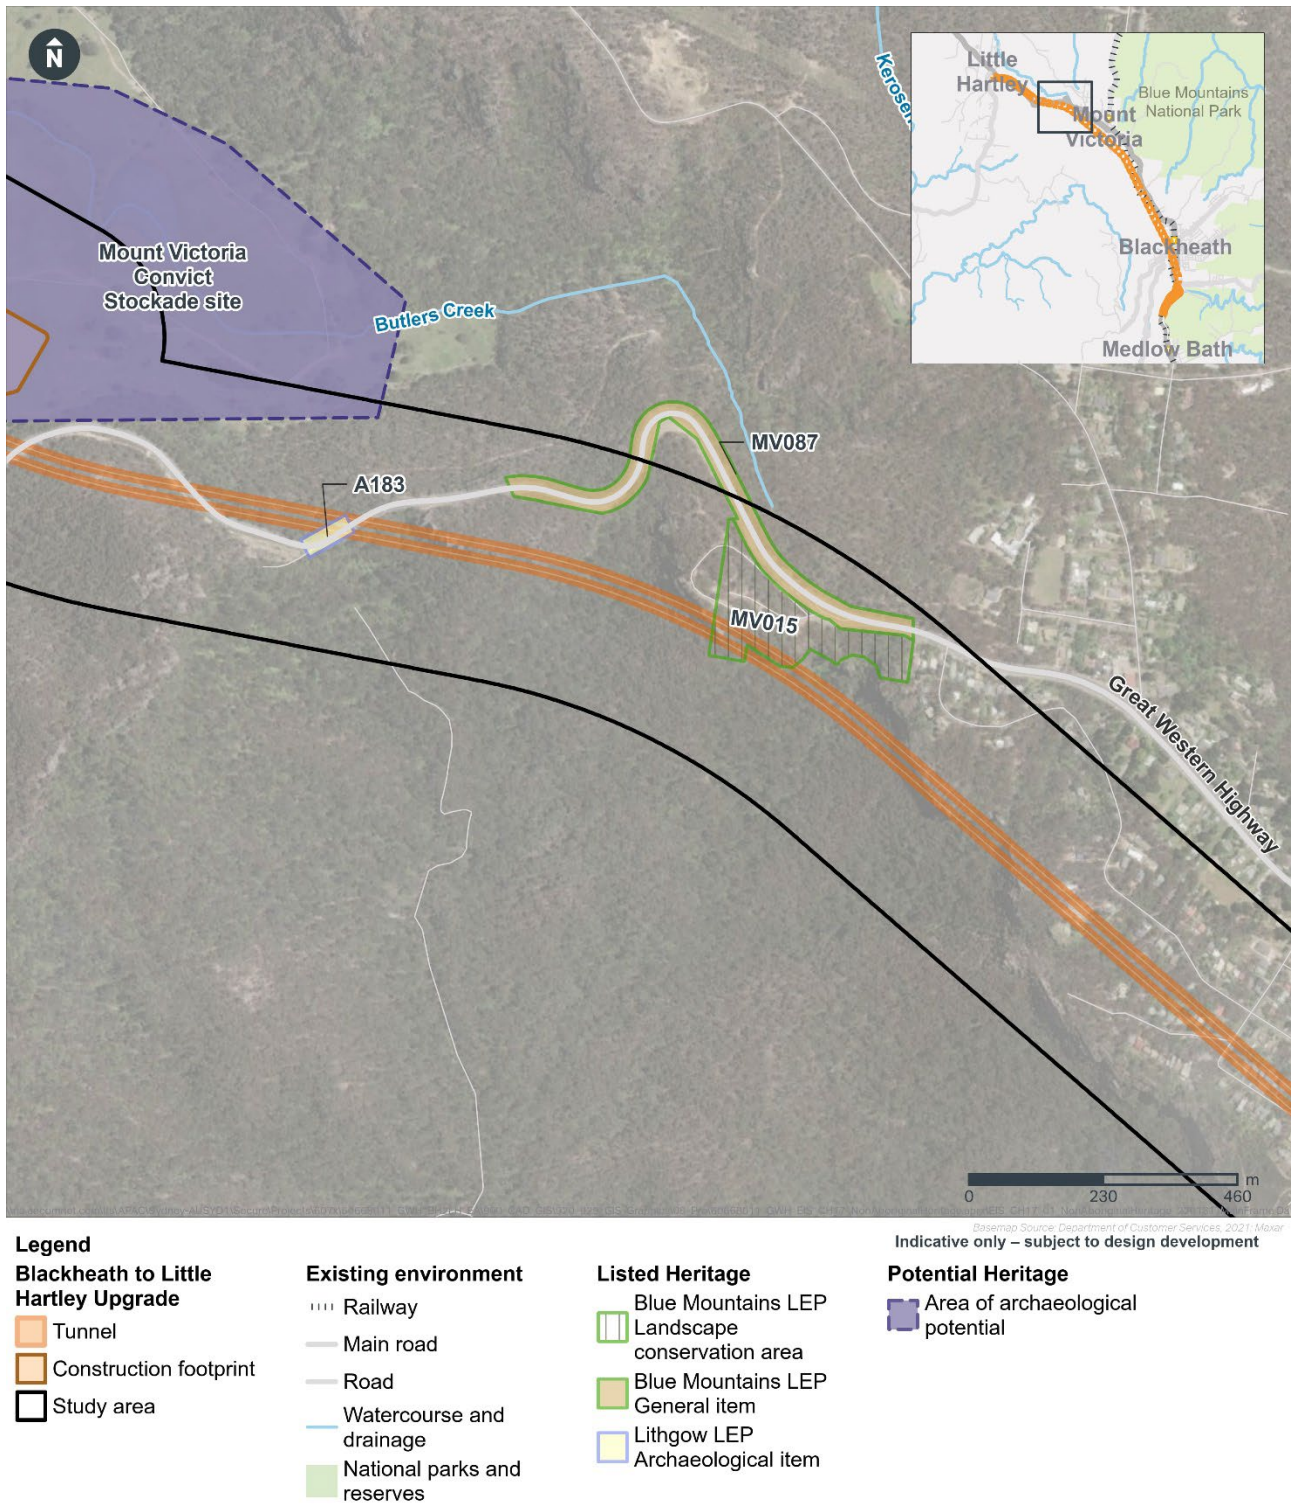 N
Keroser
Little
Hartley
Blue Mountains
National Park
Mount
Victoria
Blackheath
Medlow Bath
Mount Victoria
Convict
Stockade site
Butlers Creek
MV087
A183
MV015
Great Western Highway
m
0 230 460
Basemap Source: Department of Customer Services, 2021; Maxar
Indicative only – subject to design development
Legend
Blackheath to Little
Hartley Upgrade
Tunnel
Construction footprint
Study area
Existing environment
Railway
Main road
Road
Watercourse and
drainage
National parks and
reserves
Listed Heritage
Blue Mountains LEP
Landscape
conservation area
Blue Mountains LEP
General item
Lithgow LEP
Archaeological item
Potential Heritage
Area of archaeological
potential